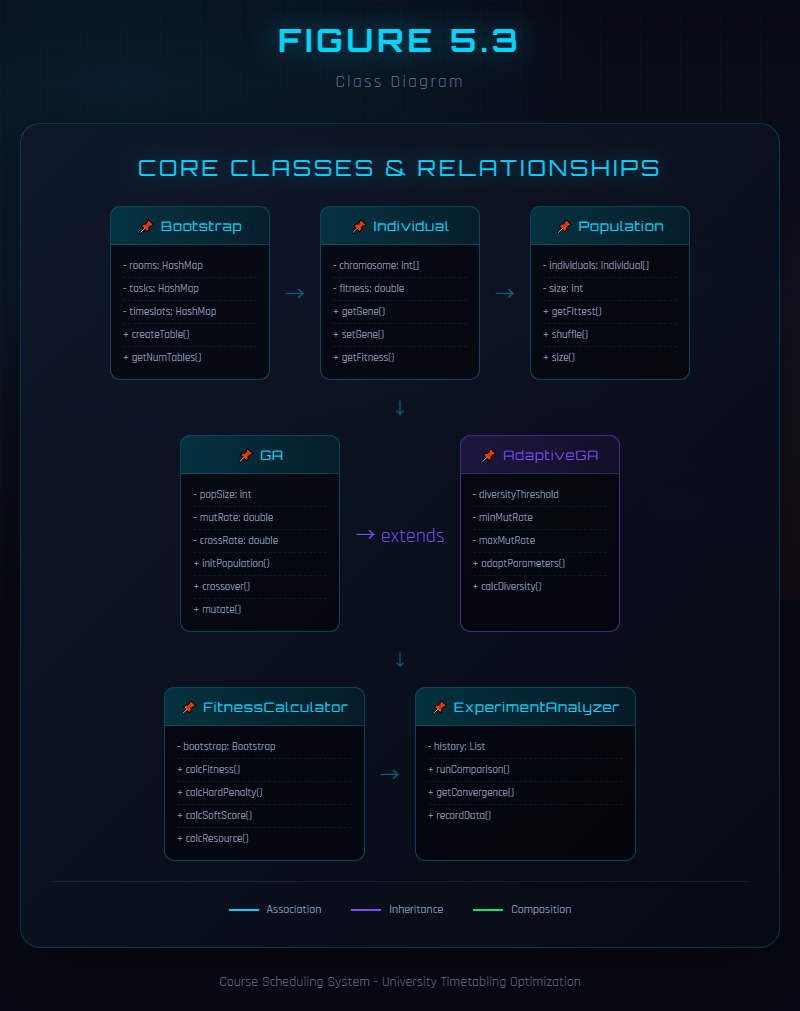 FIGURE 5.3
Class Diagram
CORE CLASSES & RELATIONSHIPS
Bootstrap
- rooms: HashMap
- tasks: HashMap
- timeslots: HashMap
+ createTable()
+ getNumTables()
→
Individual
- chromosome: int[]
- fitness: double
+ getGene()
+ setGene()
+ getFitness()
→
Population
- individuals: Individual[]
- size: int
+ getFittest()
+ shuffle()
+ size()
↓
GA
- popSize: int
- mutRate: double
- crossRate: double
+ initPopulation()
+ crossover()
+ mutate()
→ extends
AdaptiveGA
- diversityThreshold
- minMutRate
- maxMutRate
+ adaptParameters()
+ calcDiversity()
↓
FitnessCalculator
- bootstrap: Bootstrap
+ calcFitness()
+ calcHardPenalty()
+ calcSoftScore()
+ calcResource()
→
ExperimentAnalyzer
- history: List
+ runComparison()
+ getConvergence()
+ recordData()
Association
Inheritance
Composition
Course Scheduling System - University Timetabling Optimization